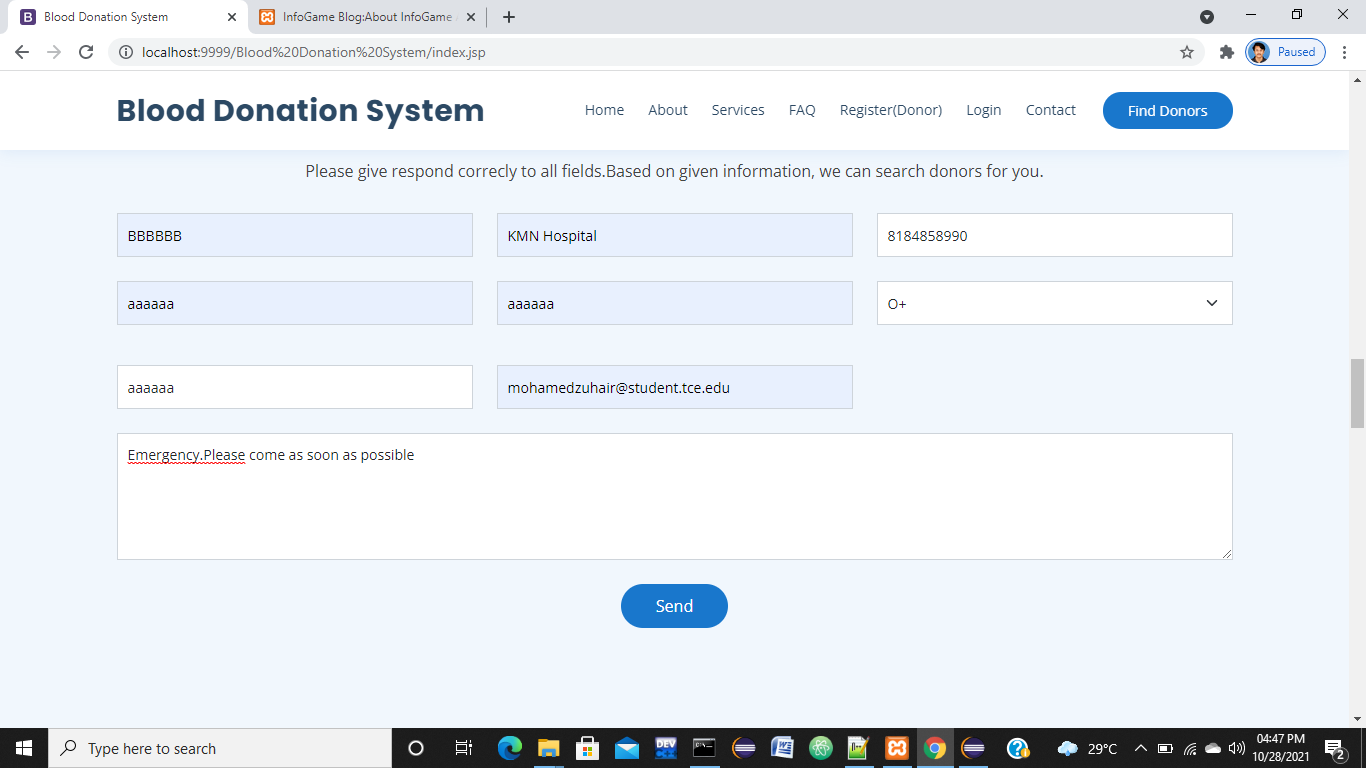 Blood Donation System
InfoGame Blog:About InfoGame
localhost:9999/Blood%20Donation%20System/index.jsp
Paused
Blood Donation System
Home About Services FAQ Register(Donor) Login Contact Find Donors
Please give respond correcly to all fields.Based on given information, we can search donors for you.
BBBBBB KMN Hospital 8184858990
aaaaaa aaaaaa O+
aaaaaa mohamedzuhair@student.tce.edu
Emergency.Please come as soon as possible
Send
Type here to search
DEV
29°C
04:47 PM
10/28/2021
2